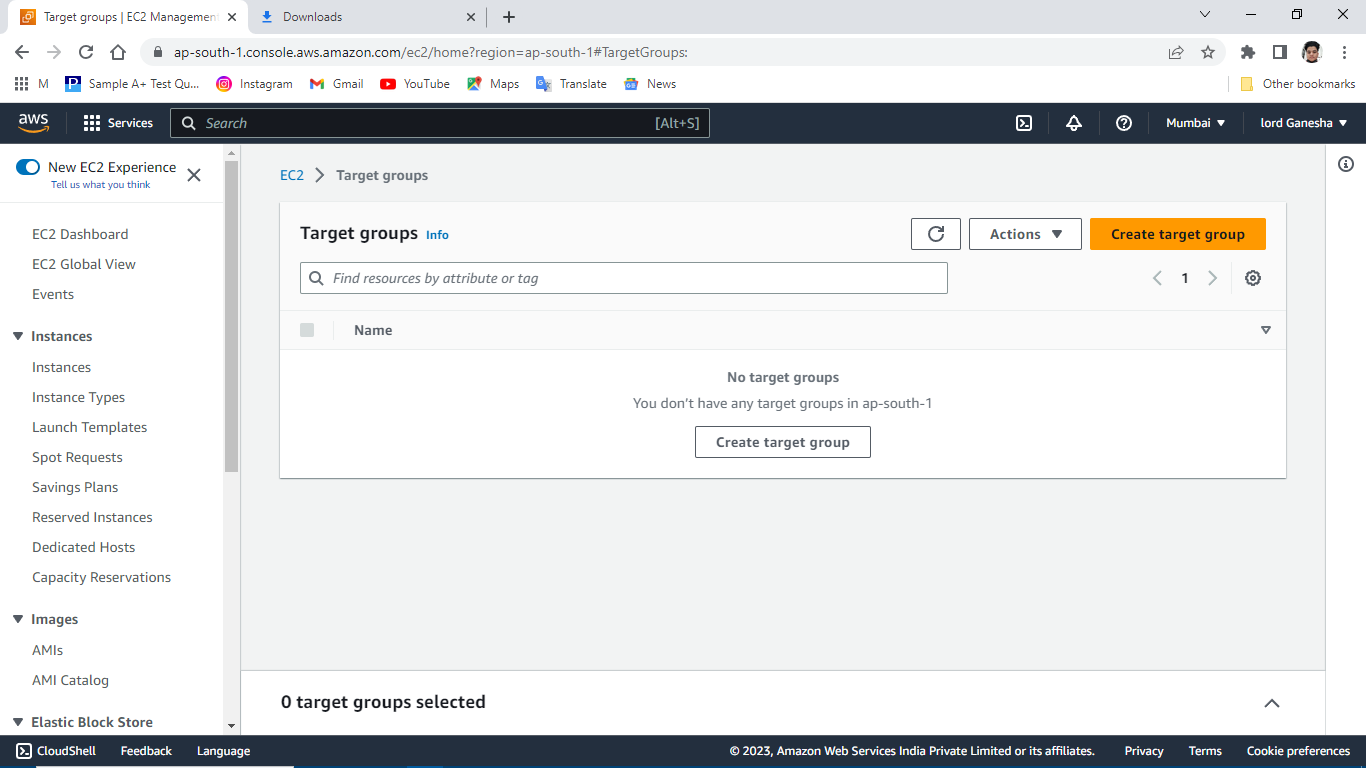 Target groups | EC2 Management
Downloads
ap-south-1.console.aws.amazon.com/ec2/home?region=ap-south-1#TargetGroups:
M
Sample A+ Test Qu...
Instagram
Gmail
YouTube
Maps
Translate
News
Other bookmarks
aws
Services
Search
[Alt+S]
Mumbai
lord Ganesha
New EC2 Experience
Tell us what you think
EC2 Dashboard
EC2 Global View
Events
Instances
Instances
Instance Types
Launch Templates
Spot Requests
Savings Plans
Reserved Instances
Dedicated Hosts
Capacity Reservations
Images
AMIs
AMI Catalog
Elastic Block Store
EC2
Target groups
Target groups Info
Actions
Create target group
Find resources by attribute or tag
1
Name
No target groups
You don't have any target groups in ap-south-1
Create target group
0 target groups selected
CloudShell
Feedback
Language
© 2023, Amazon Web Services India Private Limited or its affiliates.
Privacy
Terms
Cookie preferences